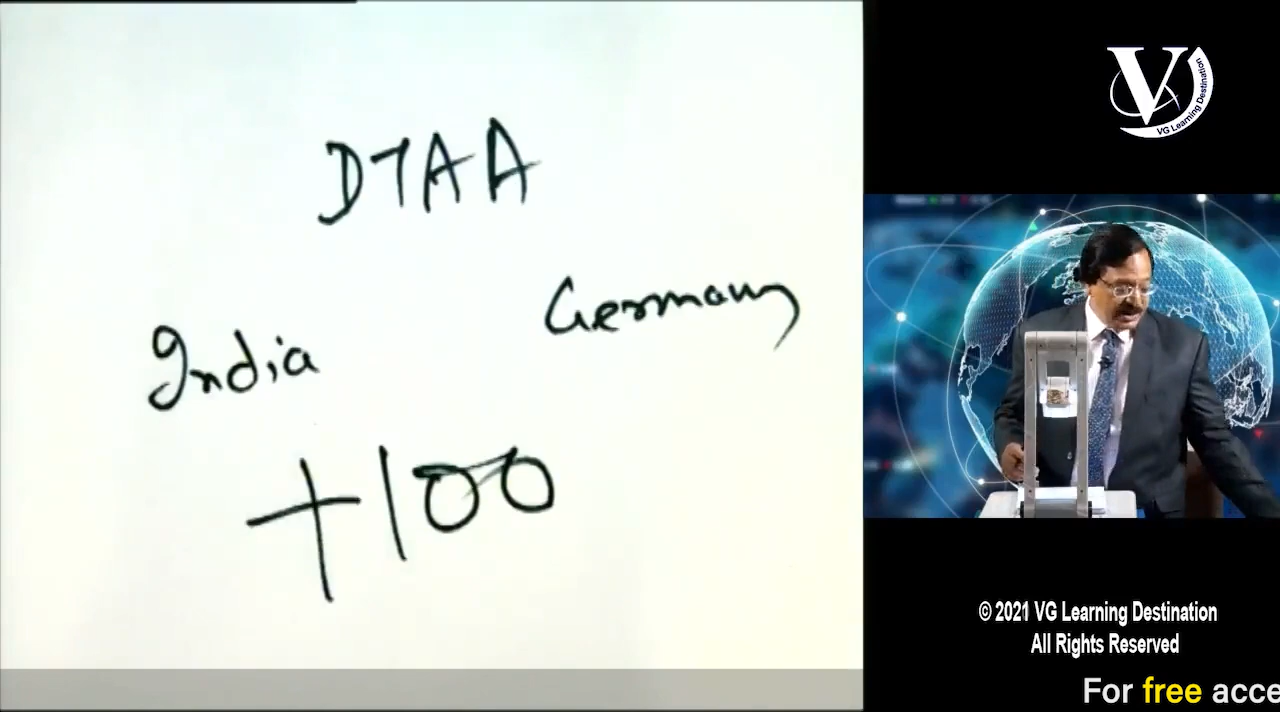 DTAA
India
Germany
+100
V
VG Learning Destination
© 2021 VG Learning Destination
All Rights Reserved
For free acce